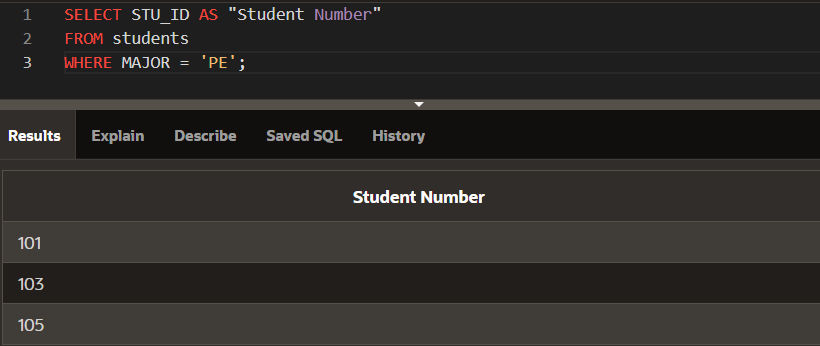 1 SELECT STU_ID AS "Student Number"
2 FROM students
3 WHERE MAJOR = 'PE';
Results Explain Describe Saved SQL History
Student Number
101
103
105